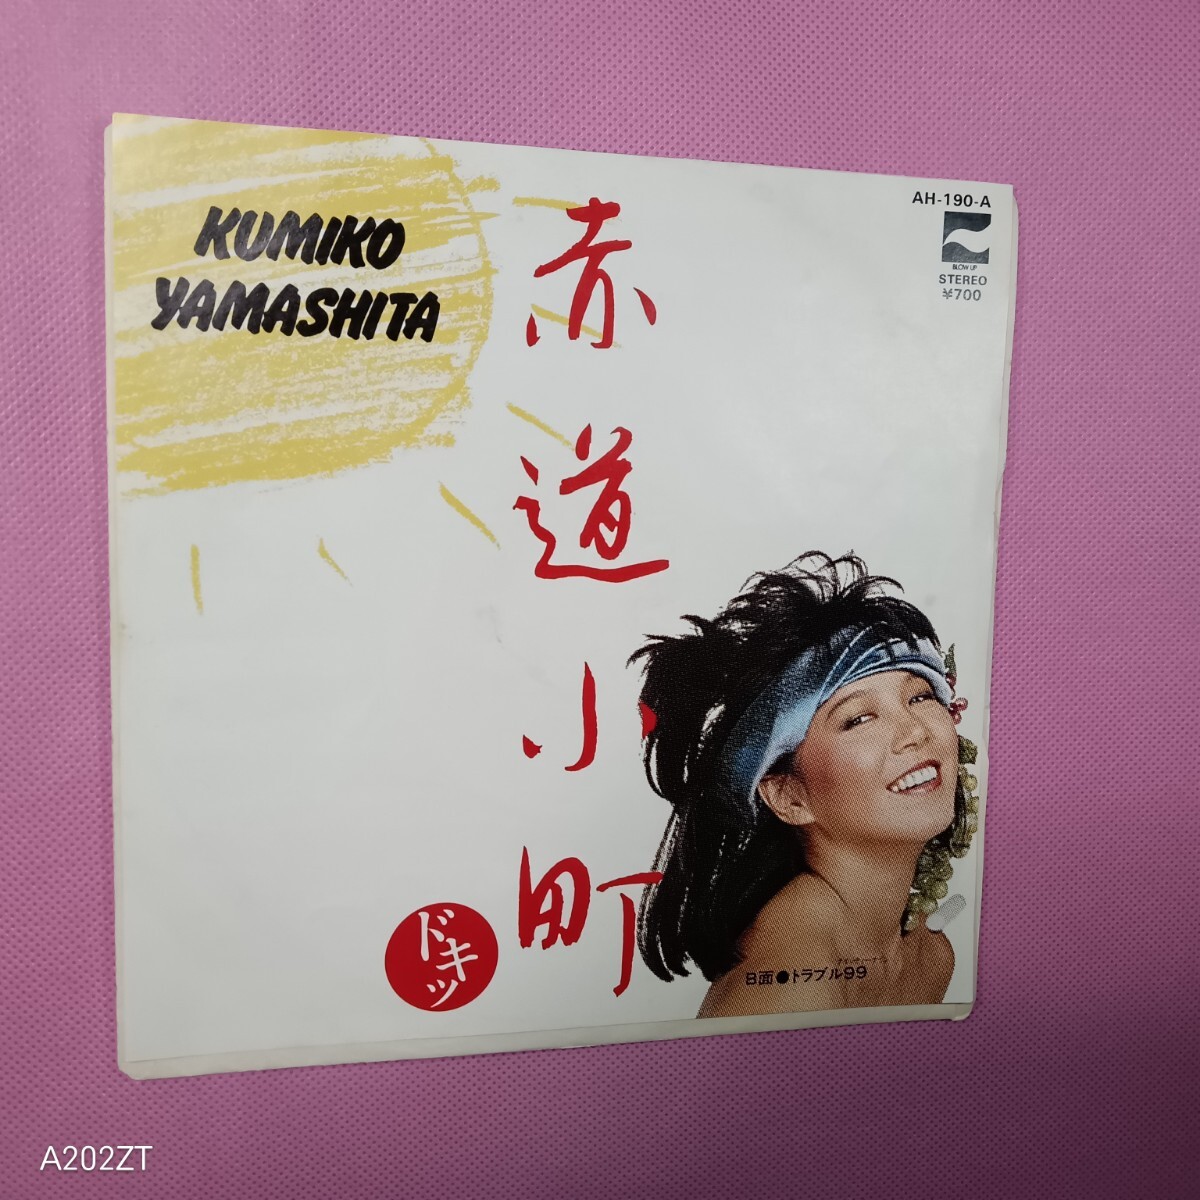 KUMIKO
YAMASHITA
赤道小町
ドキッ
AH-190-A
BLOW UP
STEREO
¥700
B面●トラブル99
A202ZT